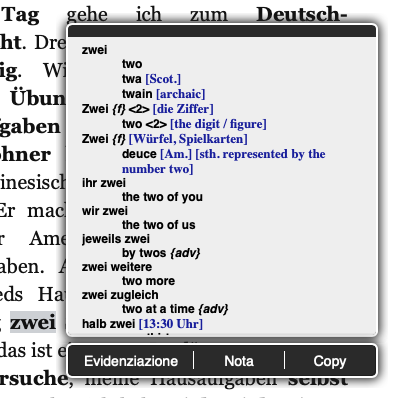 Tag gehe ich zum Deutsch-
ht. Dre
ig. Wi
Übun
fgaben
ohner
inesisch
Er mac
r Ame
aben. A
eds Ha
zwei
das ist e
rsuche, meine Hausaufgaben selbst
zwei
two
twa [Scot.]
twain [archaic]
Zwei {f} <2> [die Ziffer]
two <2> [the digit / figure]
Zwei {f} [Würfel, Spielkarten]
deuce [Am.] [sth. represented by the
number two]
ihr zwei
the two of you
wir zwei
the two of us
jeweils zwei
by twos {adv}
zwei weitere
two more
zwei zugleich
two at a time {adv}
halb zwei [13:30 Uhr]
Evidenziazione
Nota
Copy